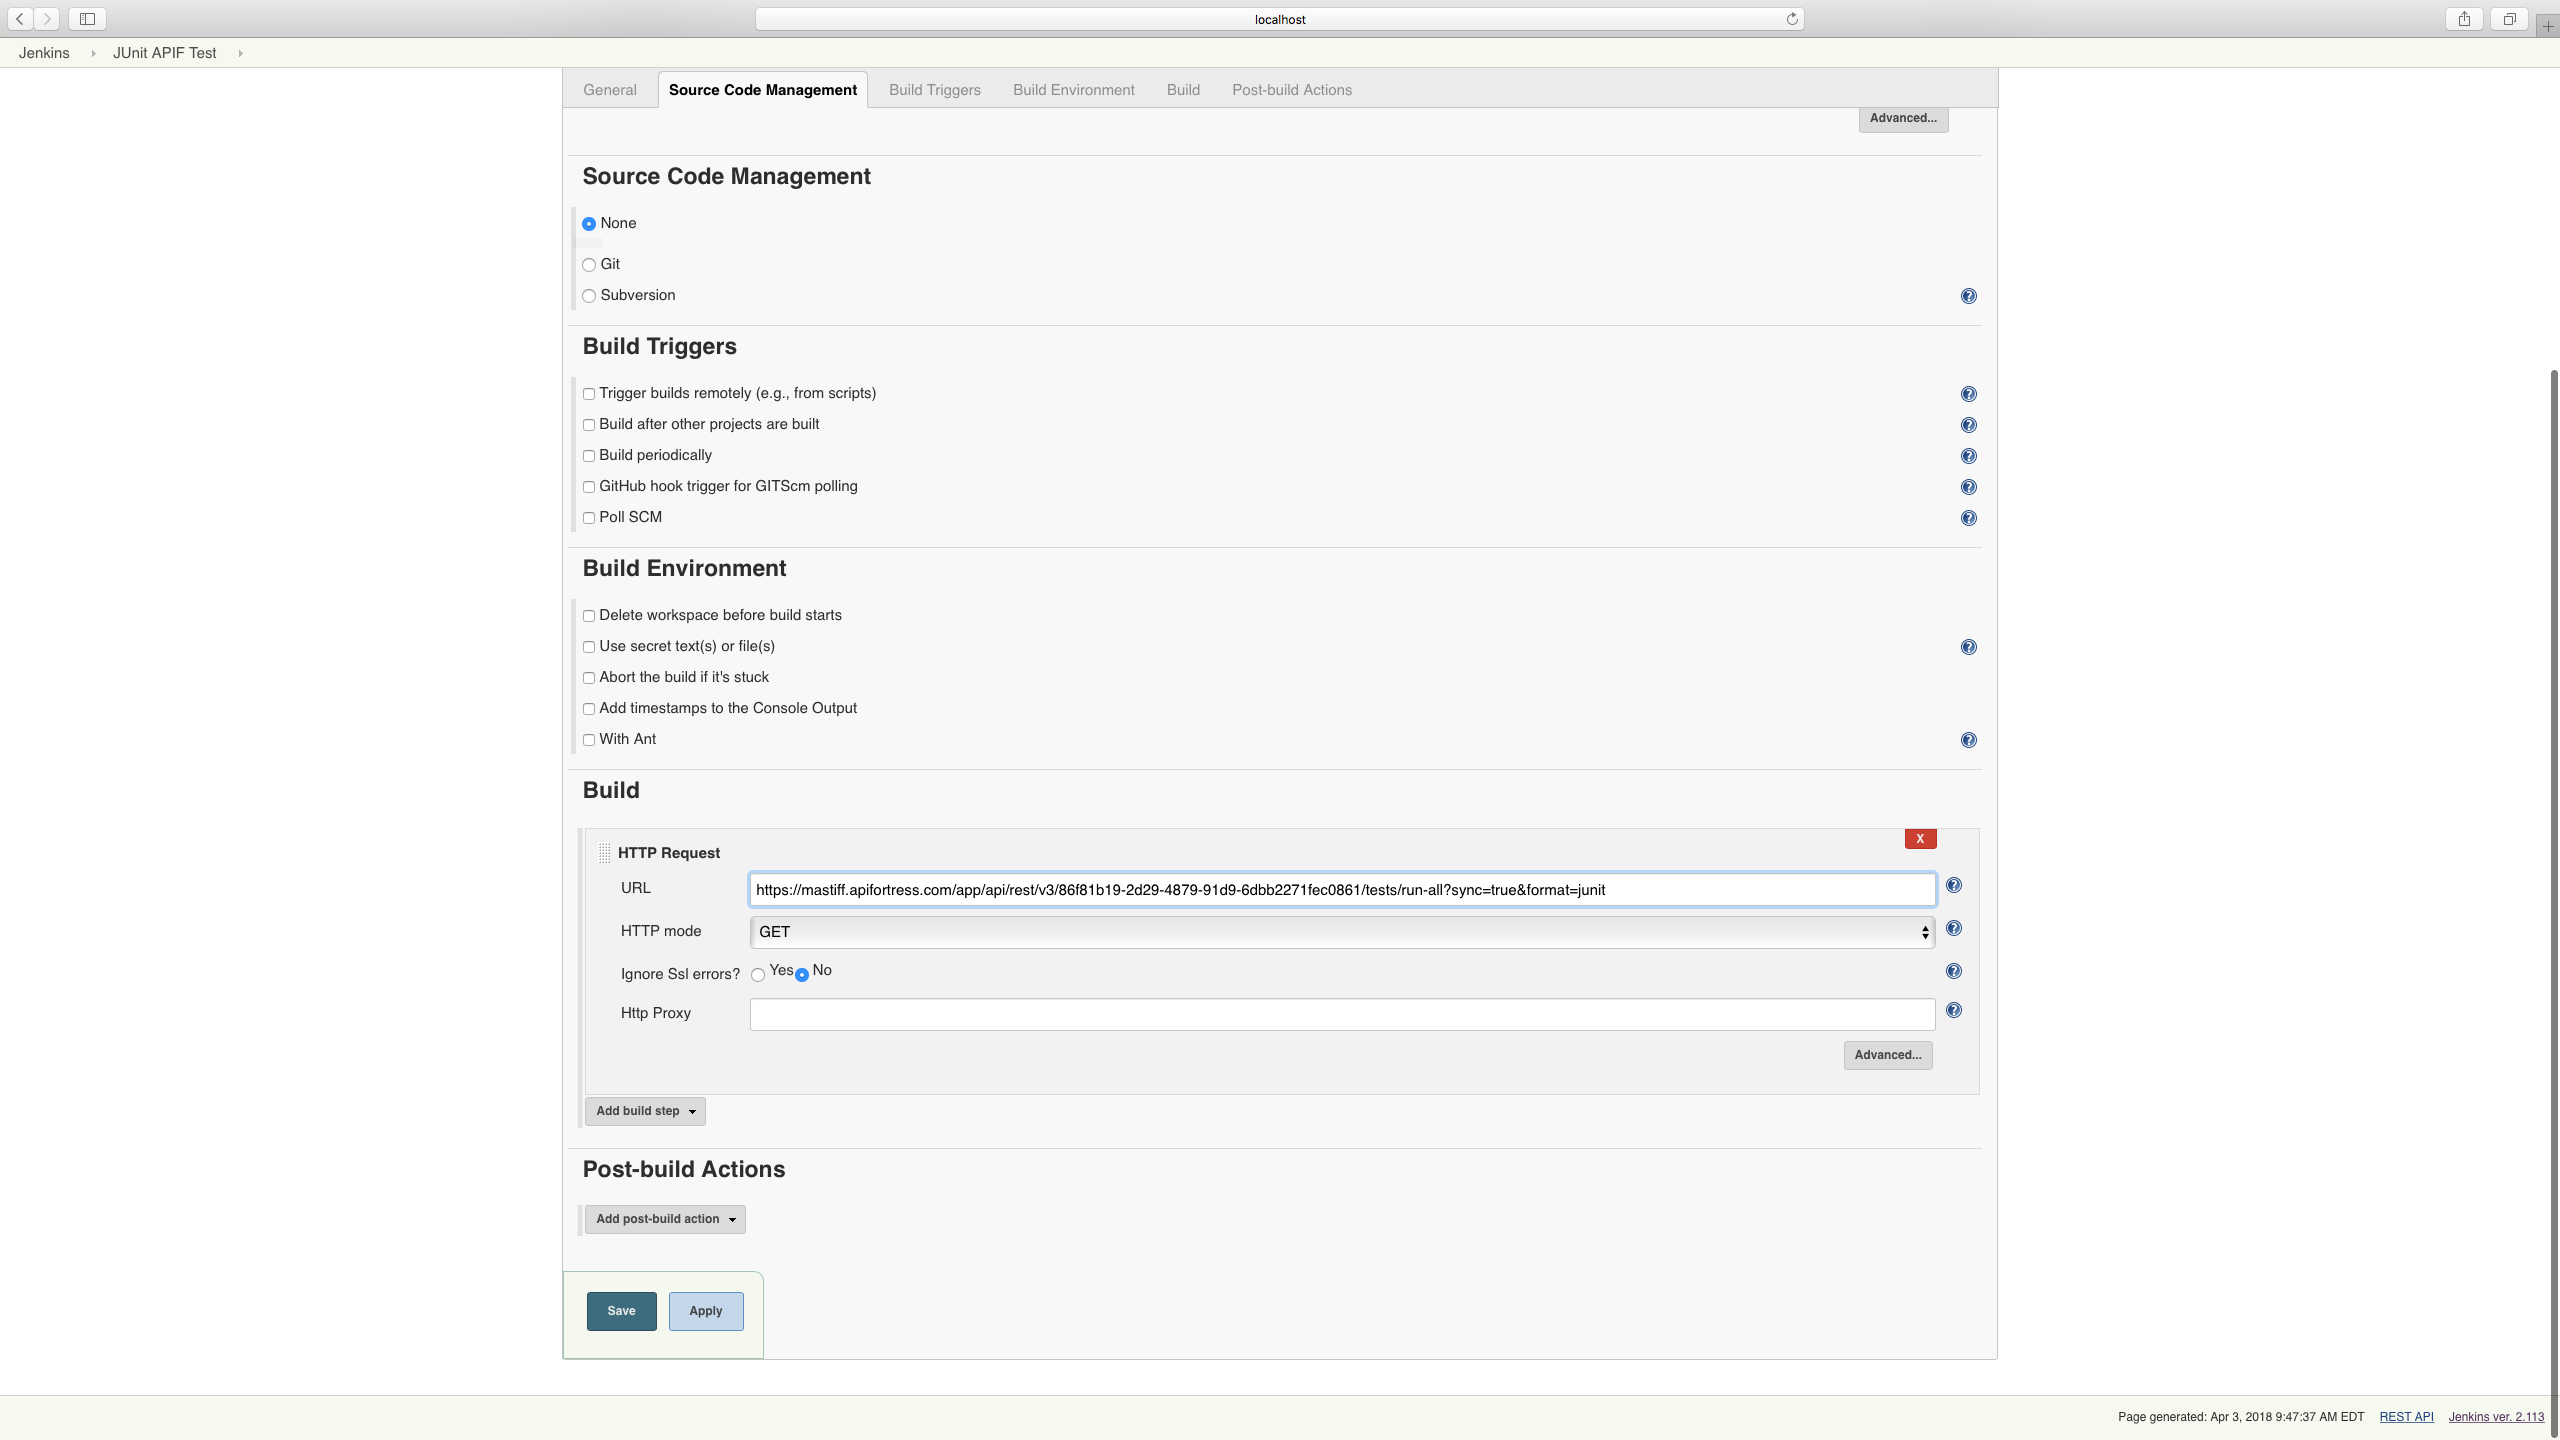 localhost
Jenkins
JUnit APIF Test
General
Source Code Management
Build Triggers
Build Environment
Build
Post-build Actions
Advanced...
Source Code Management
None
Git
Subversion
Build Triggers
Trigger builds remotely (e.g., from scripts)
Build after other projects are built
Build periodically
GitHub hook trigger for GITScm polling
Poll SCM
Build Environment
Delete workspace before build starts
Use secret text(s) or file(s)
Abort the build if it's stuck
Add timestamps to the Console Output
With Ant
Build
X
HTTP Request
URL
https://mastiff.apifortress.com/app/api/rest/v3/86f81b19-2d29-4879-91d9-6dbb2271fec0861/tests/run-all?sync=true&format=junit
HTTP mode
GET
Ignore Ssl errors?
Yes
No
Http Proxy
Advanced...
Add build step
Post-build Actions
Add post-build action
Save
Apply
Page generated: Apr 3, 2018 9:47:37 AM EDT
REST API
Jenkins ver. 2.113